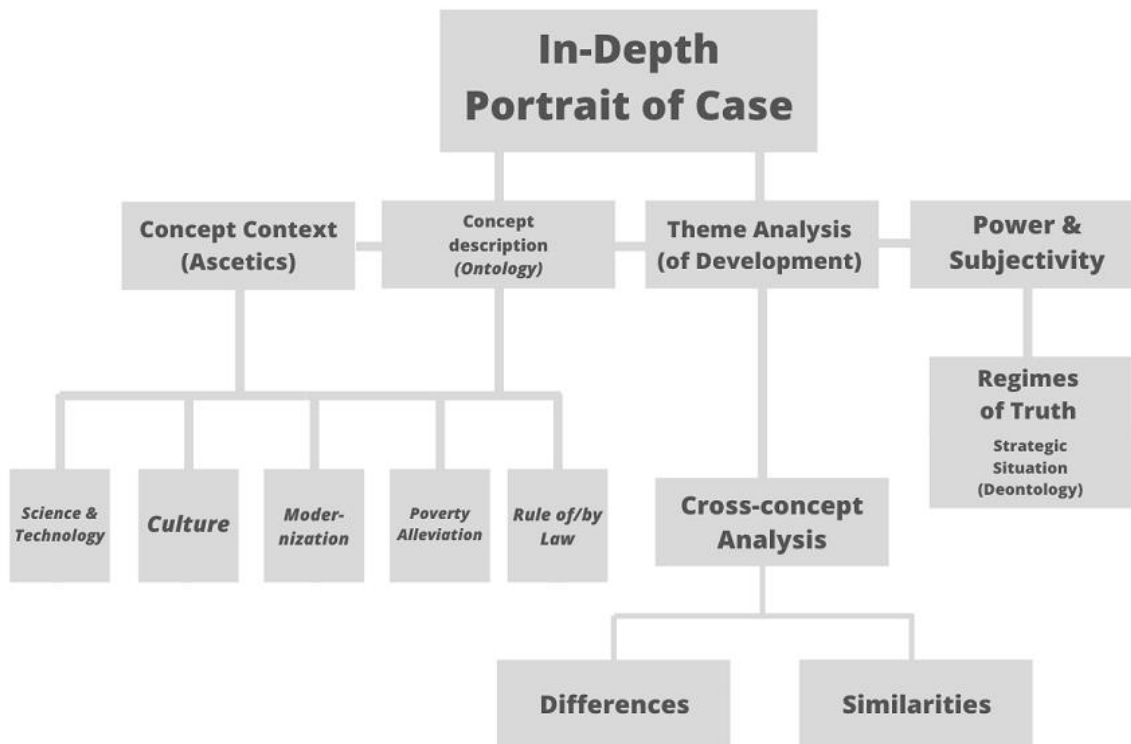 In-Depth
Portrait of Case
Concept Context
(Ascetics)
Concept
description
(Ontology)
Theme Analysis
(of Development)
Power &
Subjectivity
Regimes
of Truth
Strategic
Situation
(Deontology)
Science &
Technology
Culture
Moder-
nization
Poverty
Alleviation
Rule of/by
Law
Cross-concept
Analysis
Differences
Similarities